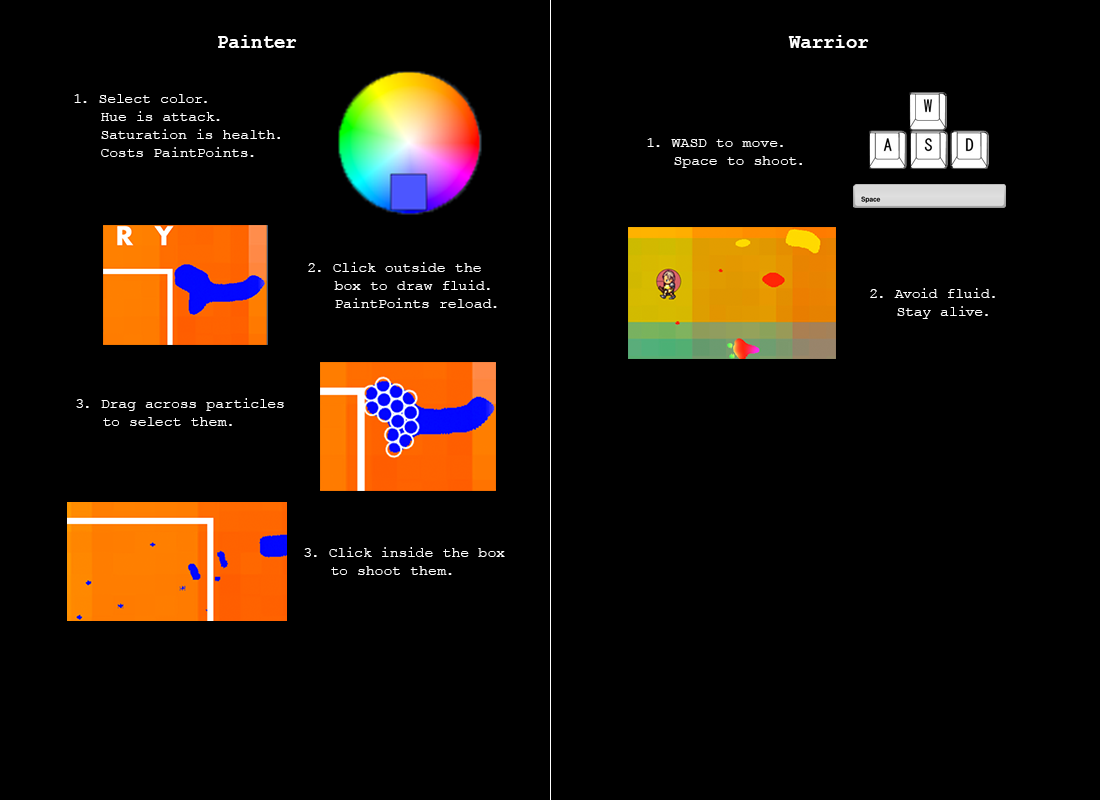 Painter
1. Select color.
Hue is attack.
Saturation is health.
Costs PaintPoints.
R Y
2. Click outside the
box to draw fluid.
PaintPoints reload.
3. Drag across particles
to select them.
3. Click inside the box
to shoot them.
Warrior
1. WASD to move.
Space to shoot.
W
A S D
Space
2. Avoid fluid.
Stay alive.